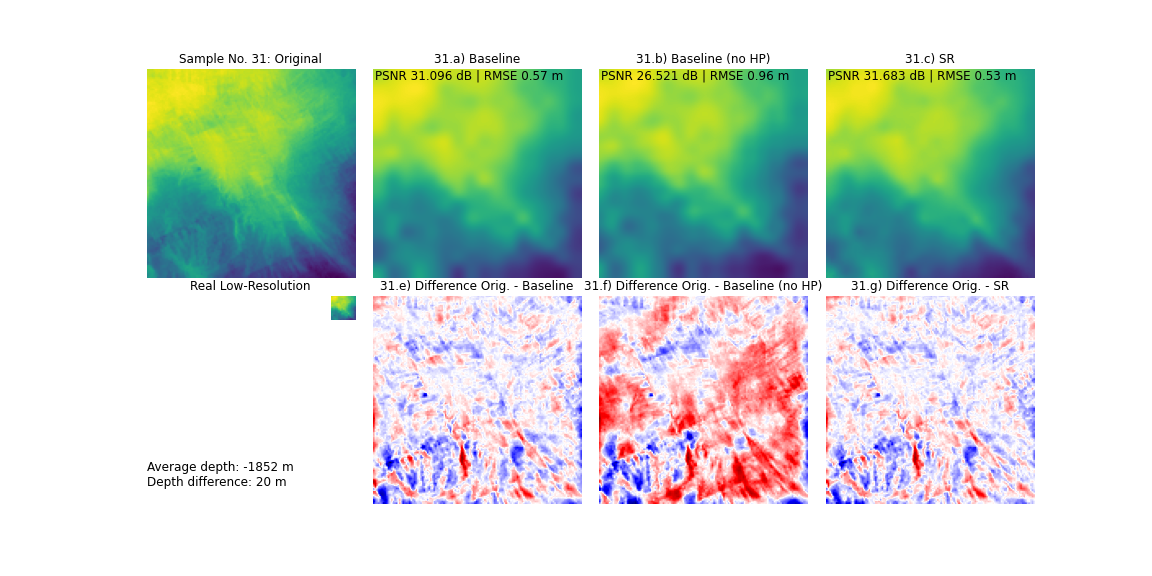 Sample No. 31: Original
31.a) Baseline
31.b) Baseline (no HP)
31.c) SR
PSNR 31.096 dB | RMSE 0.57 m
PSNR 26.521 dB | RMSE 0.96 m
PSNR 31.683 dB | RMSE 0.53 m
Real Low-Resolution
31.e) Difference Orig. - Baseline
31.f) Difference Orig. - Baseline (no HP)
31.g) Difference Orig. - SR
Average depth: -1852 m
Depth difference: 20 m